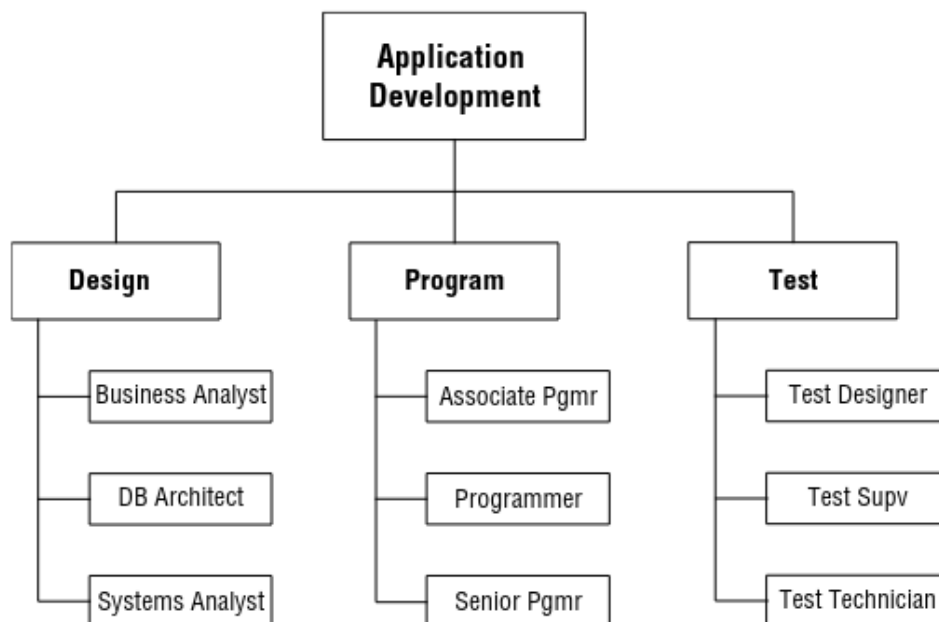 Application
Development
Design
Program
Test
Business Analyst
Associate Pgmr
Test Designer
DB Architect
Programmer
Test Supv
Systems Analyst
Senior Pgmr
Test Technician